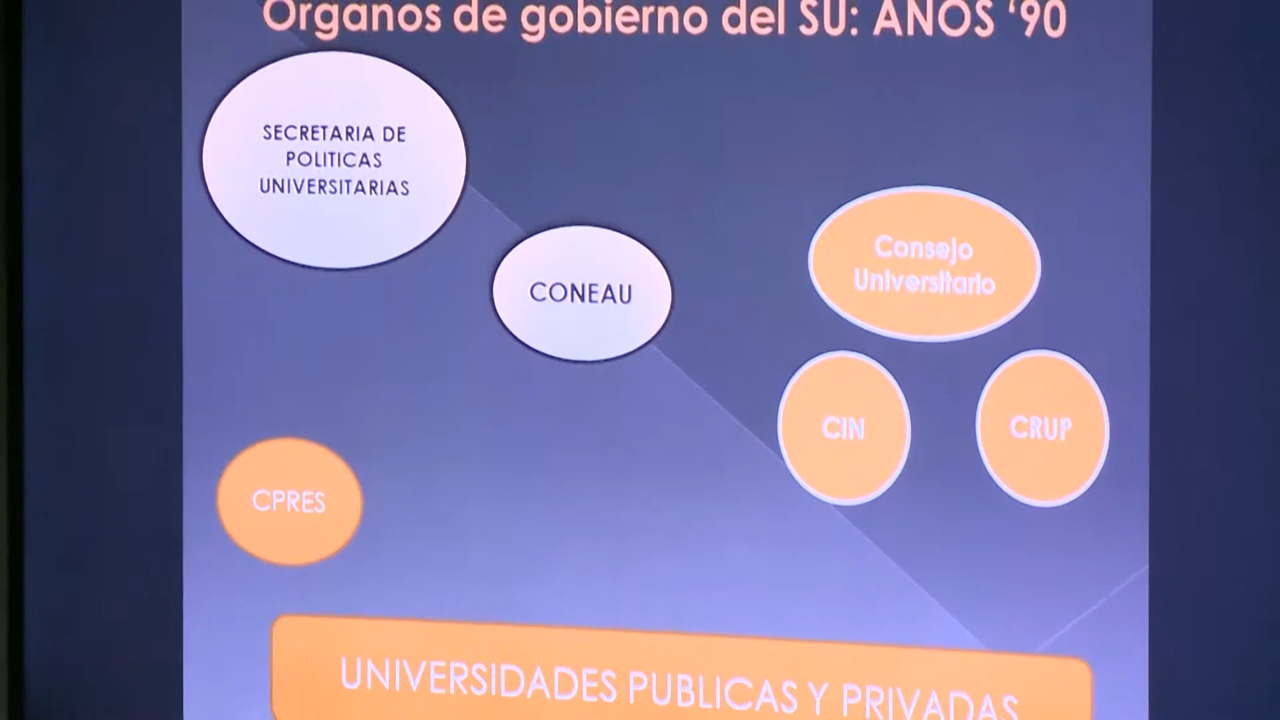 Órganos de gobierno del SU: AÑOS ‘90
SECRETARIA DE
POLITICAS
UNIVERSITARIAS
CONEAU
Consejo
Universitario
CIN
CRUP
CPRES
UNIVERSIDADES PUBLICAS Y PRIVADAS